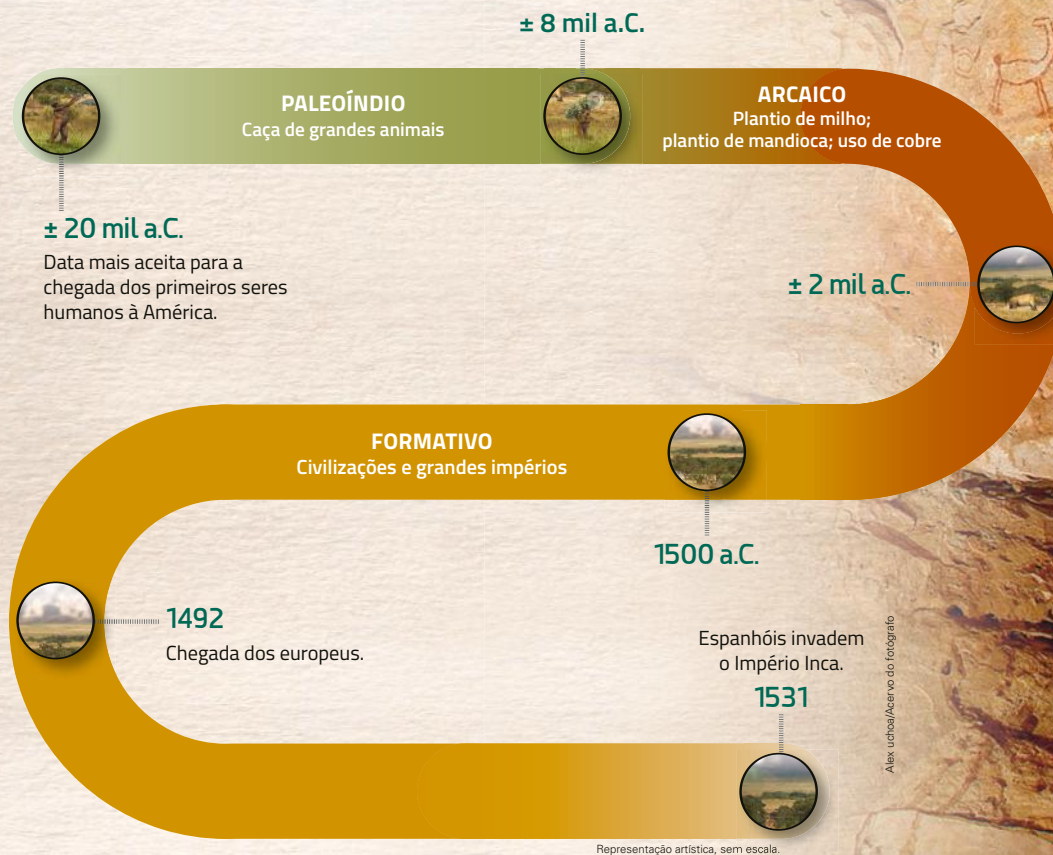 ± 8 mil a.C.
PALEOÍNDIO
Caça de grandes animais
ARCAICO
Plantio de milho;
plantio de mandioca; uso de cobre
± 20 mil a.C.
Data mais aceita para a
chegada dos primeiros seres
humanos à América.
± 2 mil a.C.
FORMATIVO
Civilizações e grandes impérios
1500 a.C.
1492
Chegada dos europeus.
Espanhóis invadem
o Império Inca.
1531
Alex uchoa/Acervo do fotógrafo
Representação artística, sem escala.